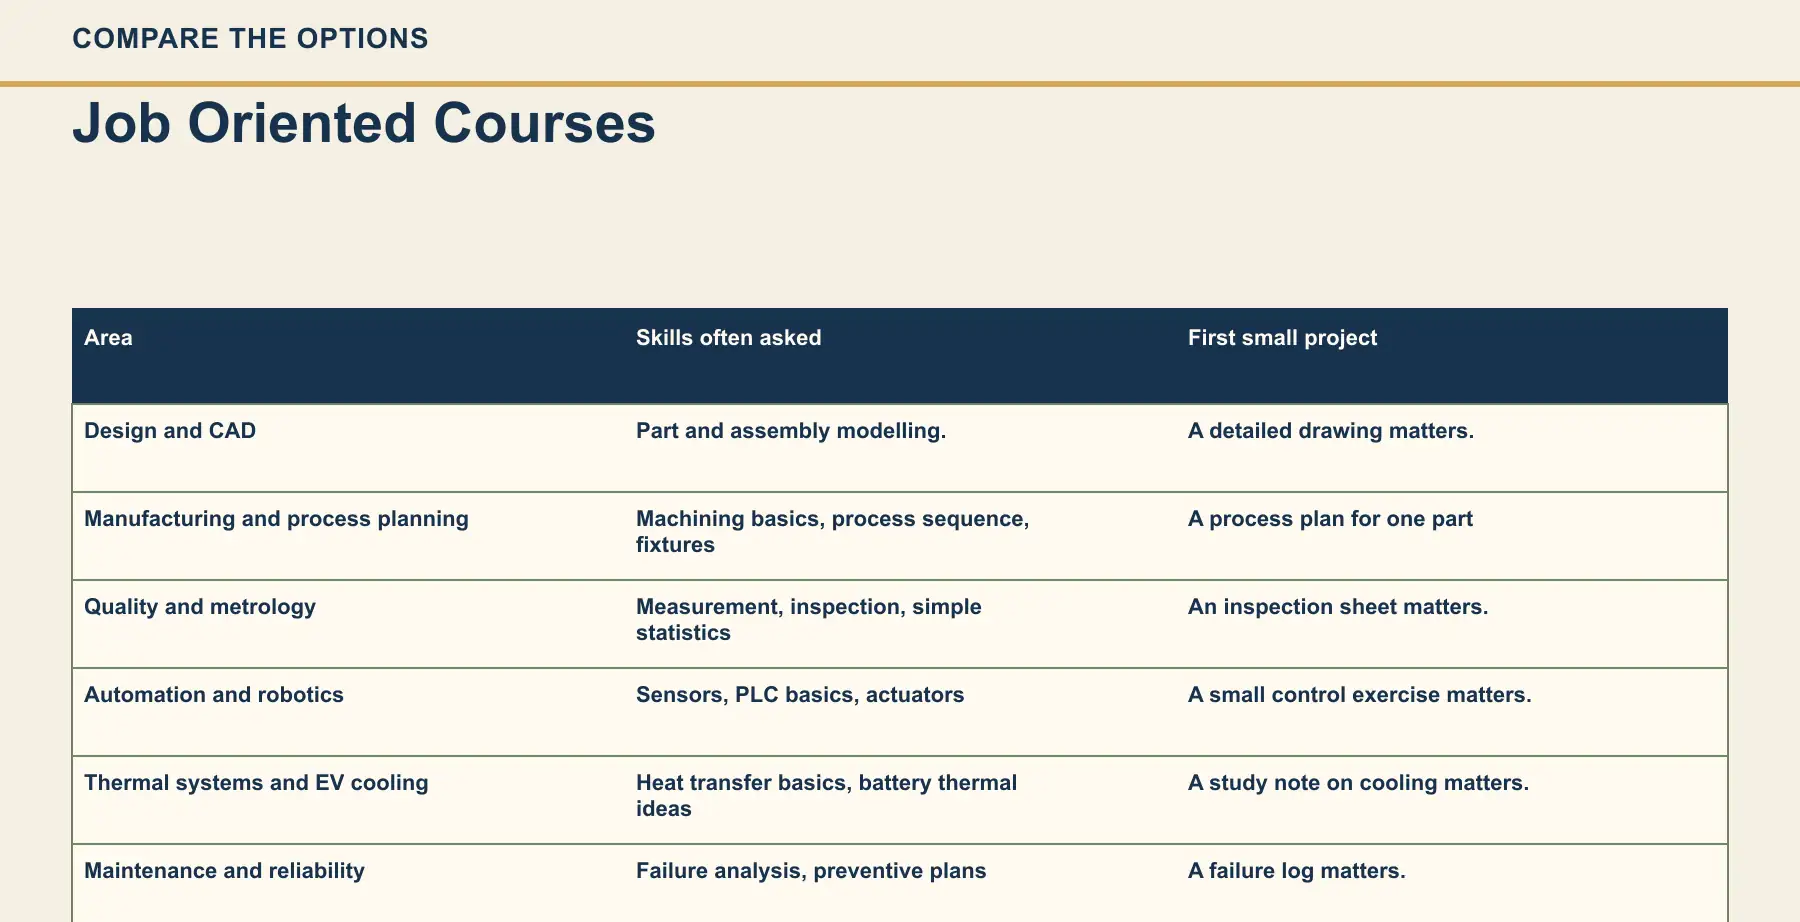 COMPARE THE OPTIONS
Job Oriented Courses
Area
Skills often asked
First small project
Design and CAD
Part and assembly modelling.
A detailed drawing matters.
Manufacturing and process planning
Machining basics, process sequence,
fixtures
A process plan for one part
Quality and metrology
Measurement, inspection, simple
statistics
An inspection sheet matters.
Automation and robotics
Sensors, PLC basics, actuators
A small control exercise matters.
Thermal systems and EV cooling
Heat transfer basics, battery thermal
ideas
A study note on cooling matters.
Maintenance and reliability
Failure analysis, preventive plans
A failure log matters.